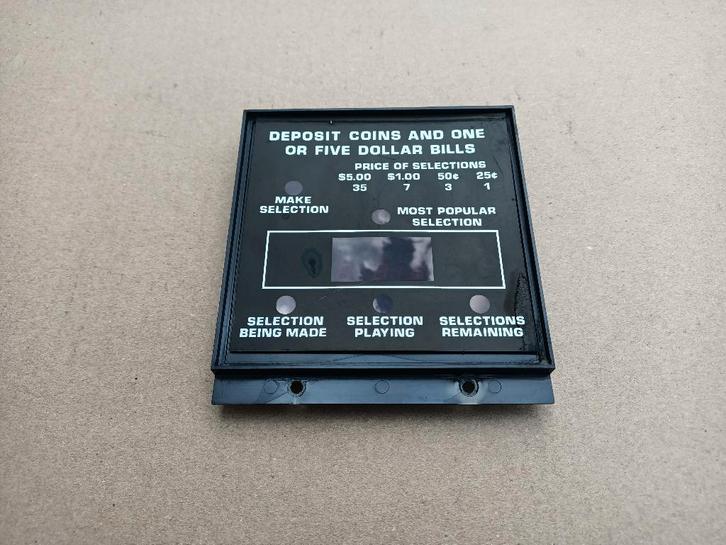 DEPOSIT COINS AND ONE
OR FIVE DOLLAR BILLS
PRICE OF SELECTIONS
$5.00 $1.00 50¢ 25¢
35 7 3 1
MAKE
SELECTION
MOST POPULAR
SELECTION
SELECTION
BEING MADE
SELECTION
PLAYING
SELECTIONS
REMAINING